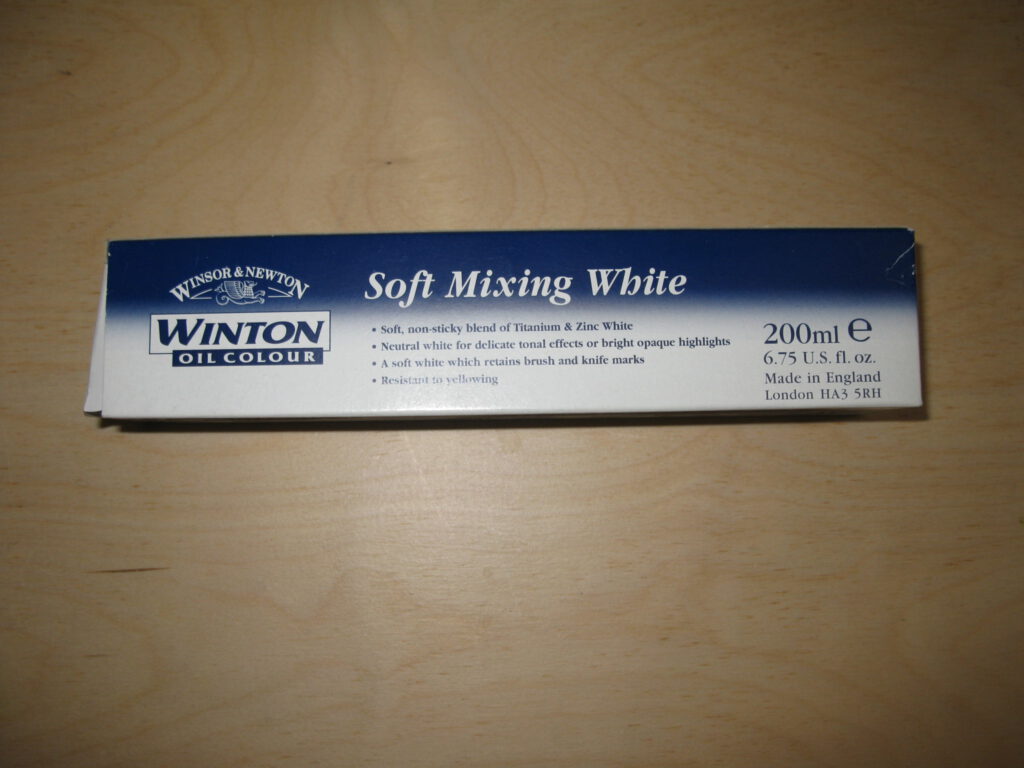 WINSOR & NEWTON
WINTON
OIL COLOUR
Soft Mixing White
• Soft, non-sticky blend of Titanium & Zinc White
• Neutral white for delicate tonal effects or bright opaque highlights
• A soft white which retains brush and knife marks
• Resistant to yellowing
200ml ℮
6.75 U.S. fl. oz.
Made in England
London HA3 5RH